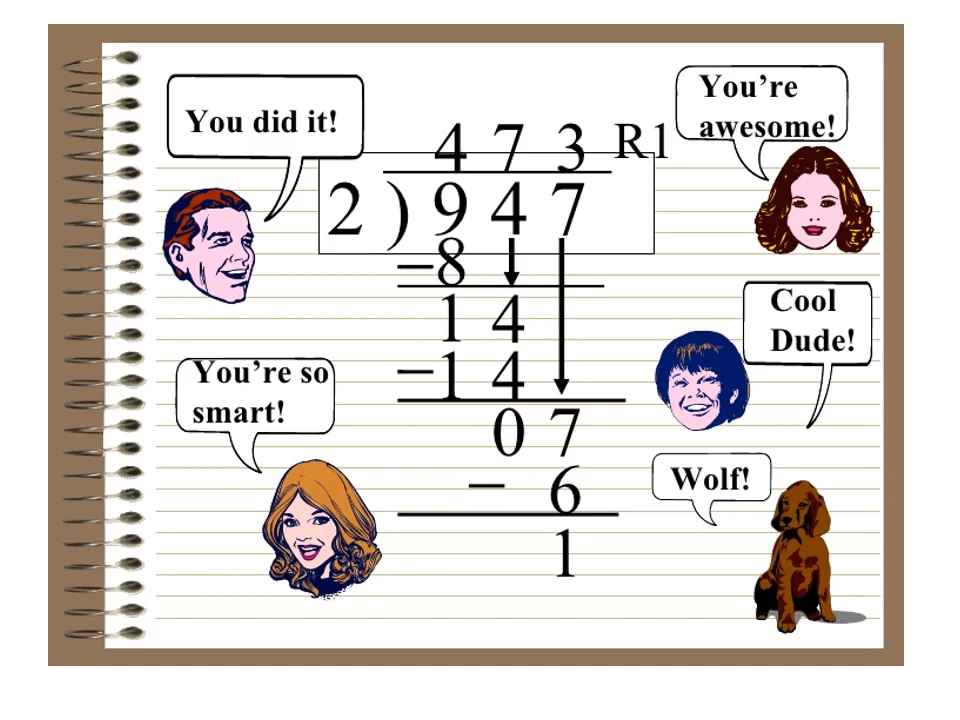 You did it!
You're
awesome!
4 7 3 R1
2 ) 9 4 7
–8
1 4
–1 4
0 7
– 6
1
Cool
Dude!
You're so
smart!
Wolf!